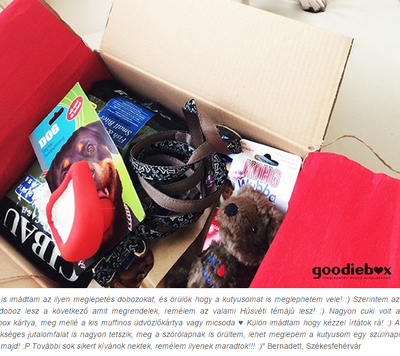 DOG
Fish &
Small Bites
CIBAU
KONG
Wubba
goodiebox
is imádtam az ilyen meglepetés dobozokat, és örülök hogy a kutyusomat is meglephetem vele! :) Szerintem az
doboz lesz a következő amit megrendelek, remélem az valami Húsvéti témájú lesz! :) Nagyon cuki volt a
box kártya, meg mellé a kis muffinos üdvözlőkártya vagy micsoda ♥ Külön imádtam hogy kézzel írtátok rá! :) A
kséges jutalomfalat is nagyon tetszik, meg a szórólapnak is örültem, lehet meglepem a kutyusom egy szülinapi
majd! :P További sok sikert kívánok nektek, remélem ilyenek maradtok!!! :)" Bernadett, Székesfehérvár